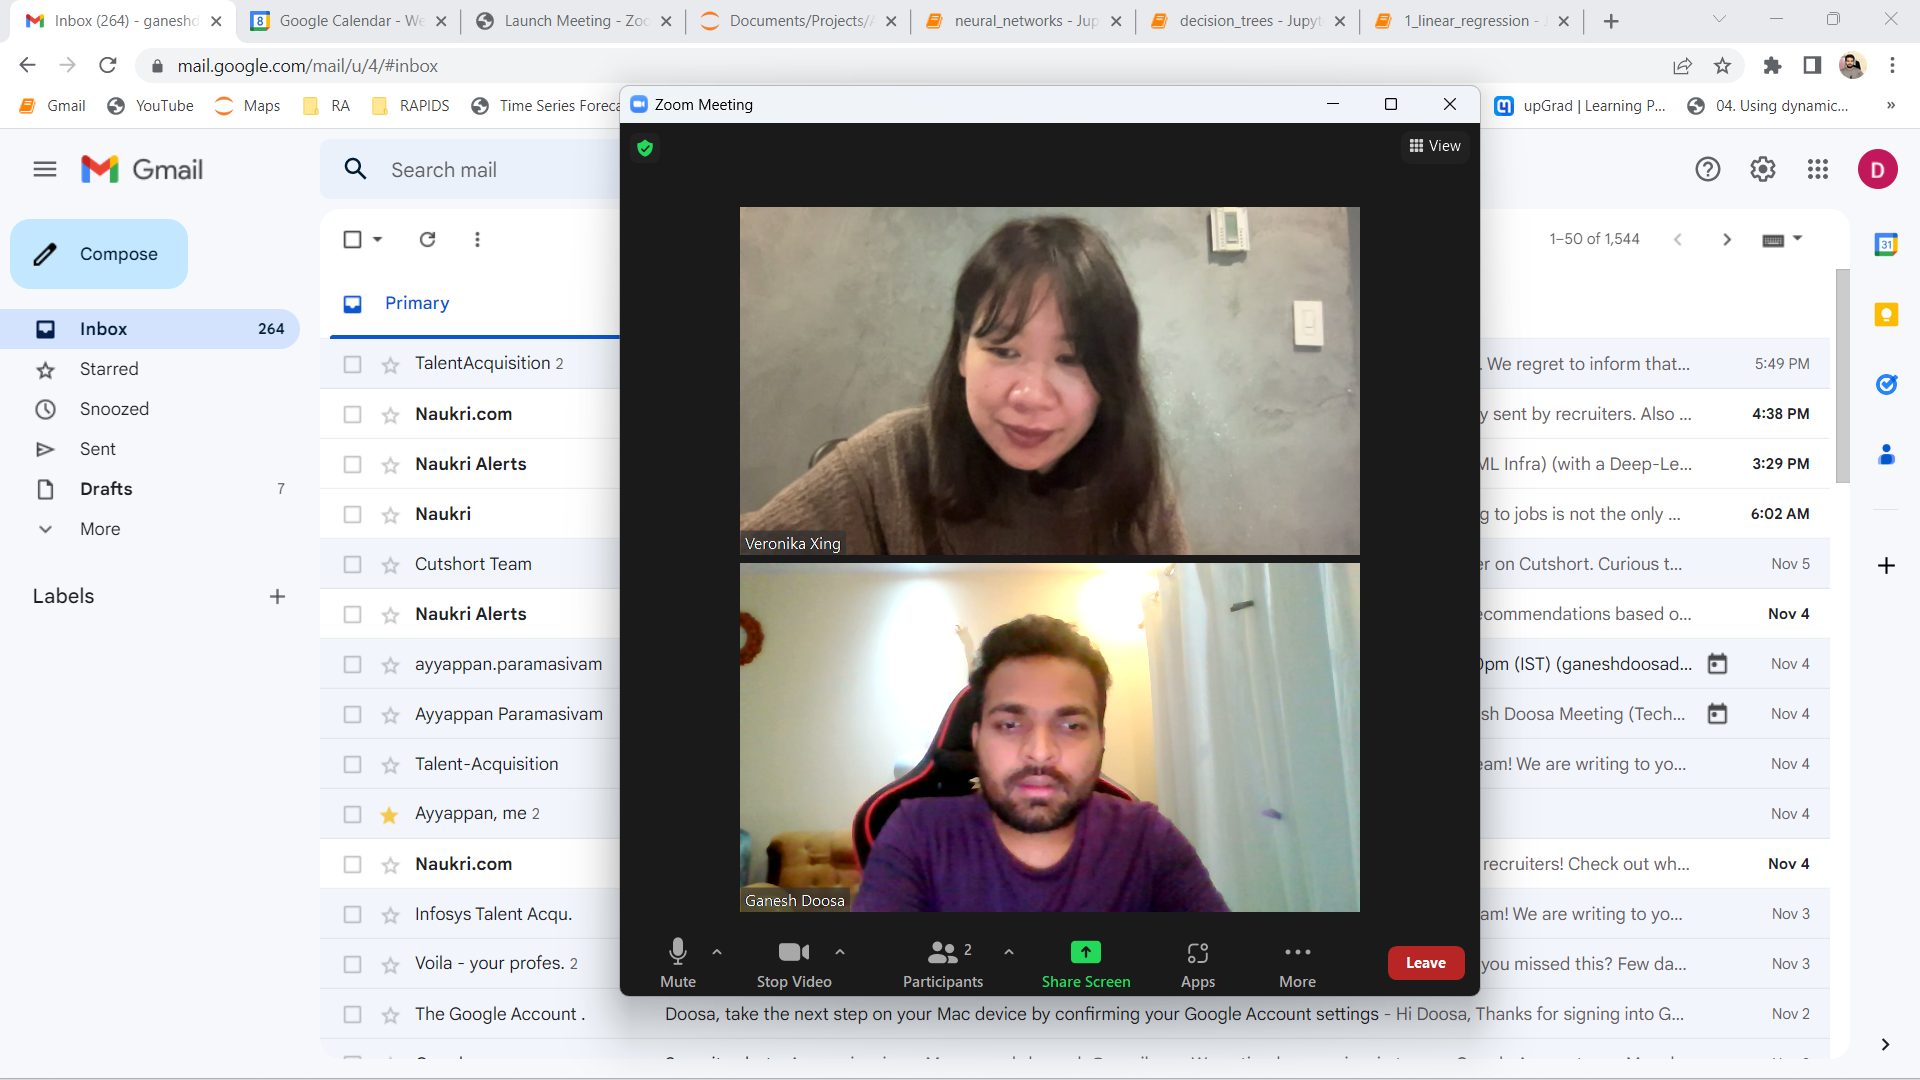 Inbox (264) - ganeshd
Google Calendar - We
Launch Meeting - Zoo
Documents/Projects/A
neural_networks - Jup
decision_trees - Jupyt
1_linear_regression - J
mail.google.com/mail/u/4/#inbox
Gmail
YouTube
Maps
RA
RAPIDS
Time Series Foreca
upGrad | Learning P...
04. Using dynamic...
»
Zoom Meeting
View
Gmail
Search mail
D
Compose
1–50 of 1,544
31
Primary
Inbox 264
Starred
Snoozed
Sent
Drafts 7
More
Labels
TalentAcquisition 2 . We regret to inform that... 5:49 PM
Naukri.com y sent by recruiters. Also ... 4:38 PM
Naukri Alerts ML Infra) (with a Deep-Le... 3:29 PM
Naukri g to jobs is not the only ... 6:02 AM
Cutshort Team er on Cutshort. Curious t... Nov 5
Naukri Alerts ecommendations based o... Nov 4
ayyappan.paramasivam 0pm (IST) (ganeshdoosad... Nov 4
Ayyappan Paramasivam sh Doosa Meeting (Tech... Nov 4
Talent-Acquisition eam! We are writing to yo... Nov 4
Ayyappan, me 2 Nov 4
Naukri.com recruiters! Check out wh... Nov 4
Infosys Talent Acqu. am! We are writing to yo... Nov 3
Voila - your profes. 2 you missed this? Few da... Nov 3
The Google Account . Doosa, take the next step on your Mac device by confirming your Google Account settings - Hi Doosa, Thanks for signing into G... Nov 2
Veronika Xing
Ganesh Doosa
2
Mute
Stop Video
Participants
Share Screen
Apps
More
Leave